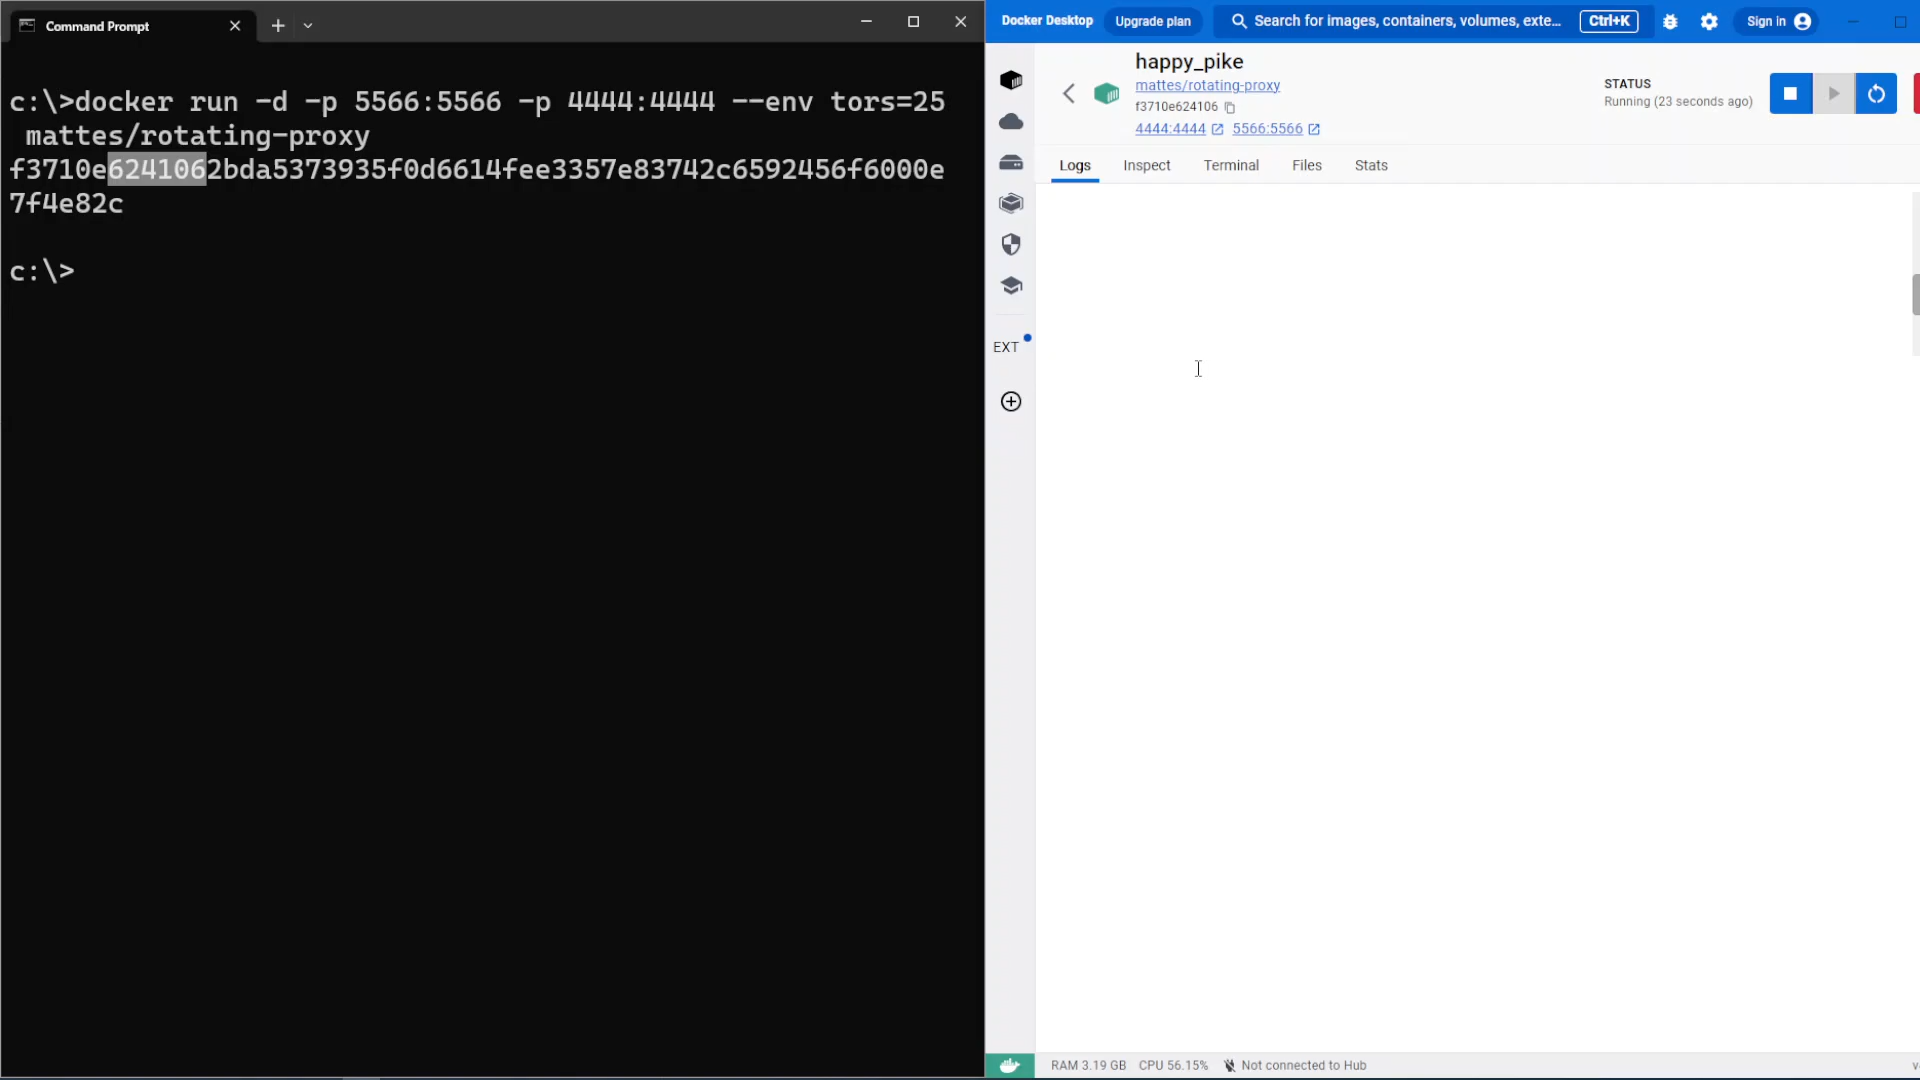 Command Prompt
c:\>docker run -d -p 5566:5566 -p 4444:4444 --env tors=25
mattes/rotating-proxy
f3710e6241062bda5373935f0d6614fee3357e83742c6592456f6000e
7f4e82c
c:\>
Docker Desktop
Upgrade plan
Search for images, containers, volumes, exte...
Ctrl+K
Sign in
happy_pike
mattes/rotating-proxy
f3710e624106
4444:4444 5566:5566
STATUS
Running (23 seconds ago)
Logs Inspect Terminal Files Stats
EXT
RAM 3.19 GB CPU 56.15% Not connected to Hub
v